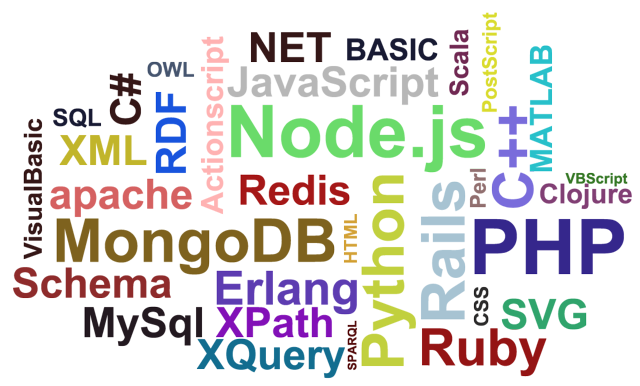 NET
BASIC
Scala
PostScript
OWL
Actionscript
JavaScript
MATLAB
C#
SQL
RDF
Node.js
C++
XML
VisualBasic
apache
Redis
Perl
VBScript
Clojure
MongoDB
HTML
Python
Rails
PHP
Schema
Erlang
CSS
SVG
MySql
XPath
SPARQL
Ruby
XQuery